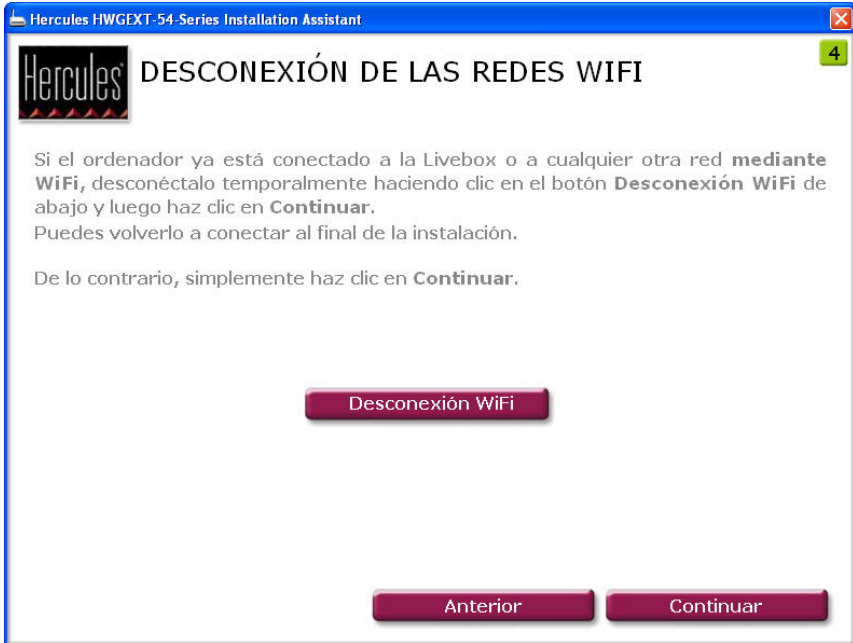 Hercules HWGEXT-54-Series Installation Assistant
4
Hercules
DESCONEXIÓN DE LAS REDES WIFI
Si el ordenador ya está conectado a la Livebox o a cualquier otra red mediante
WiFi, desconéctalo temporalmente haciendo clic en el botón Desconexión WiFi de
abajo y luego haz clic en Continuar.
Puedes volverlo a conectar al final de la instalación.
De lo contrario, simplemente haz clic en Continuar.
Desconexión WiFi
Anterior
Continuar